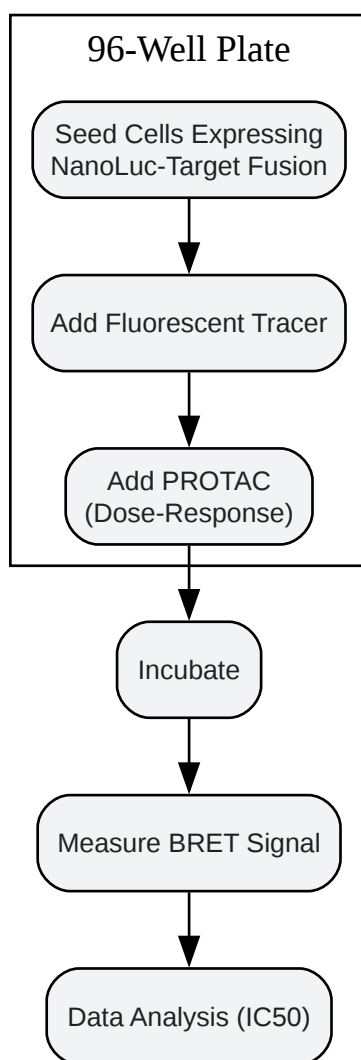 96-Well Plate
Seed Cells Expressing
NanoLuc-Target Fusion
Add Fluorescent Tracer
Add PROTAC
(Dose-Response)
Incubate
Measure BRET Signal
Data Analysis (IC50)